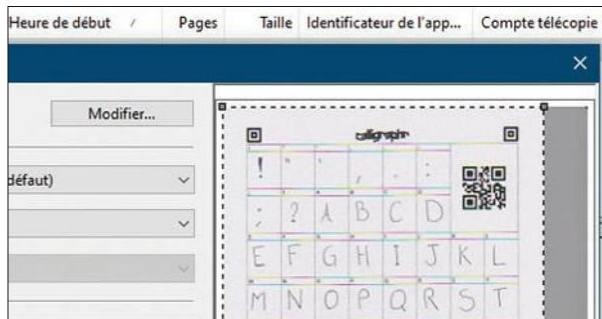 Heure de début / Pages Taille Identificateur de l'app... Compte télécopie
Modifier...
défaut)
calligraphr
! " ' , . :
; ? A B C D
E F G H I J K L
M N O P Q R S T